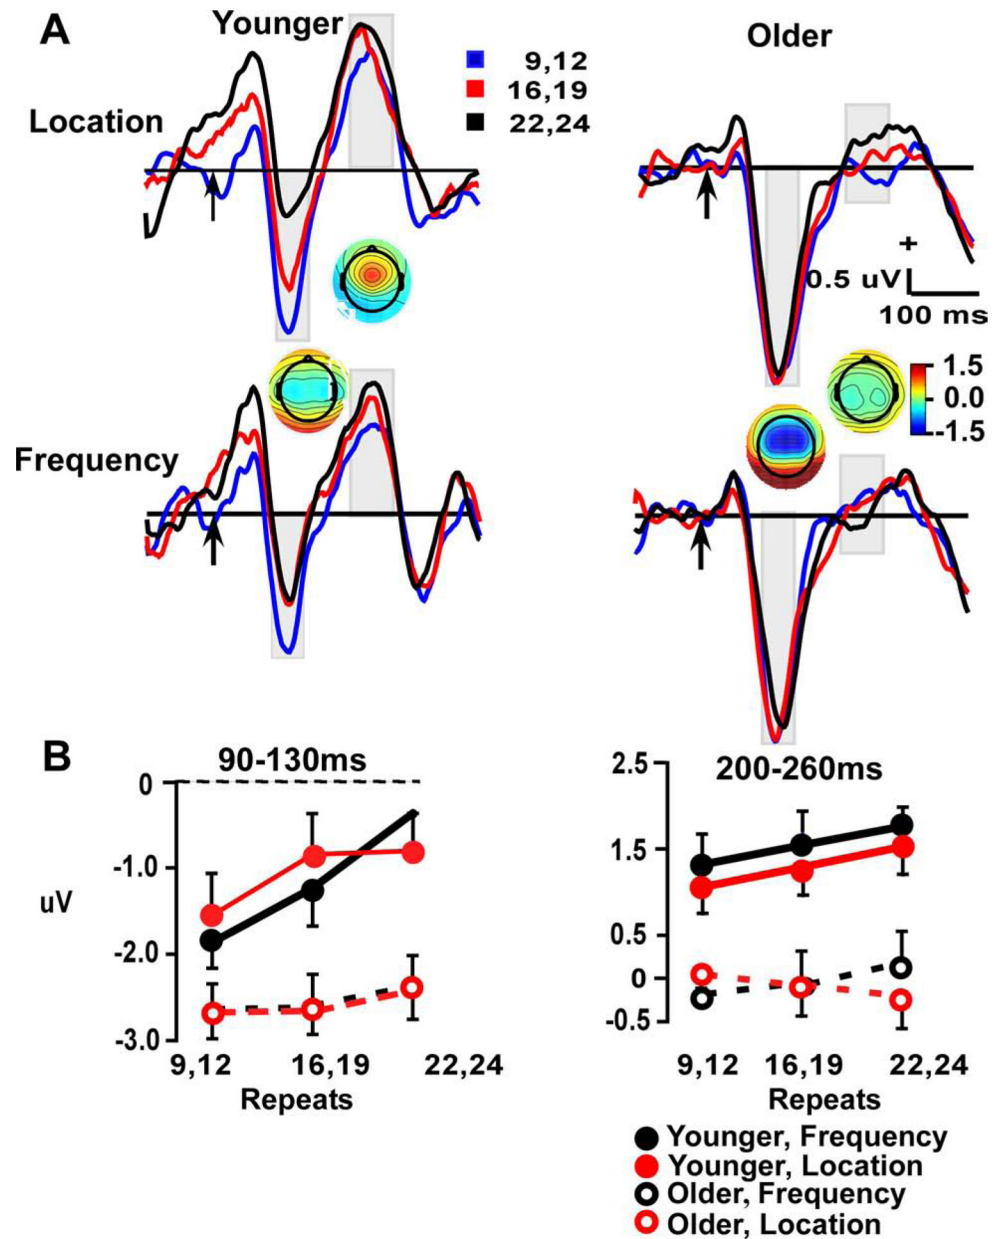 A
Younger
Older
9,12
16,19
22,24
Location
+
0.5 uV
100 ms
1.5
0.0
-1.5
Frequency
B
90-130ms
200-260ms
0
-1.0
uV
-2.0
-3.0
9,12 16,19 22,24
Repeats
2.5
1.5
0.5
0
-0.5
9,12 16,19 22,24
Repeats
Younger, Frequency
Younger, Location
Older, Frequency
Older, Location